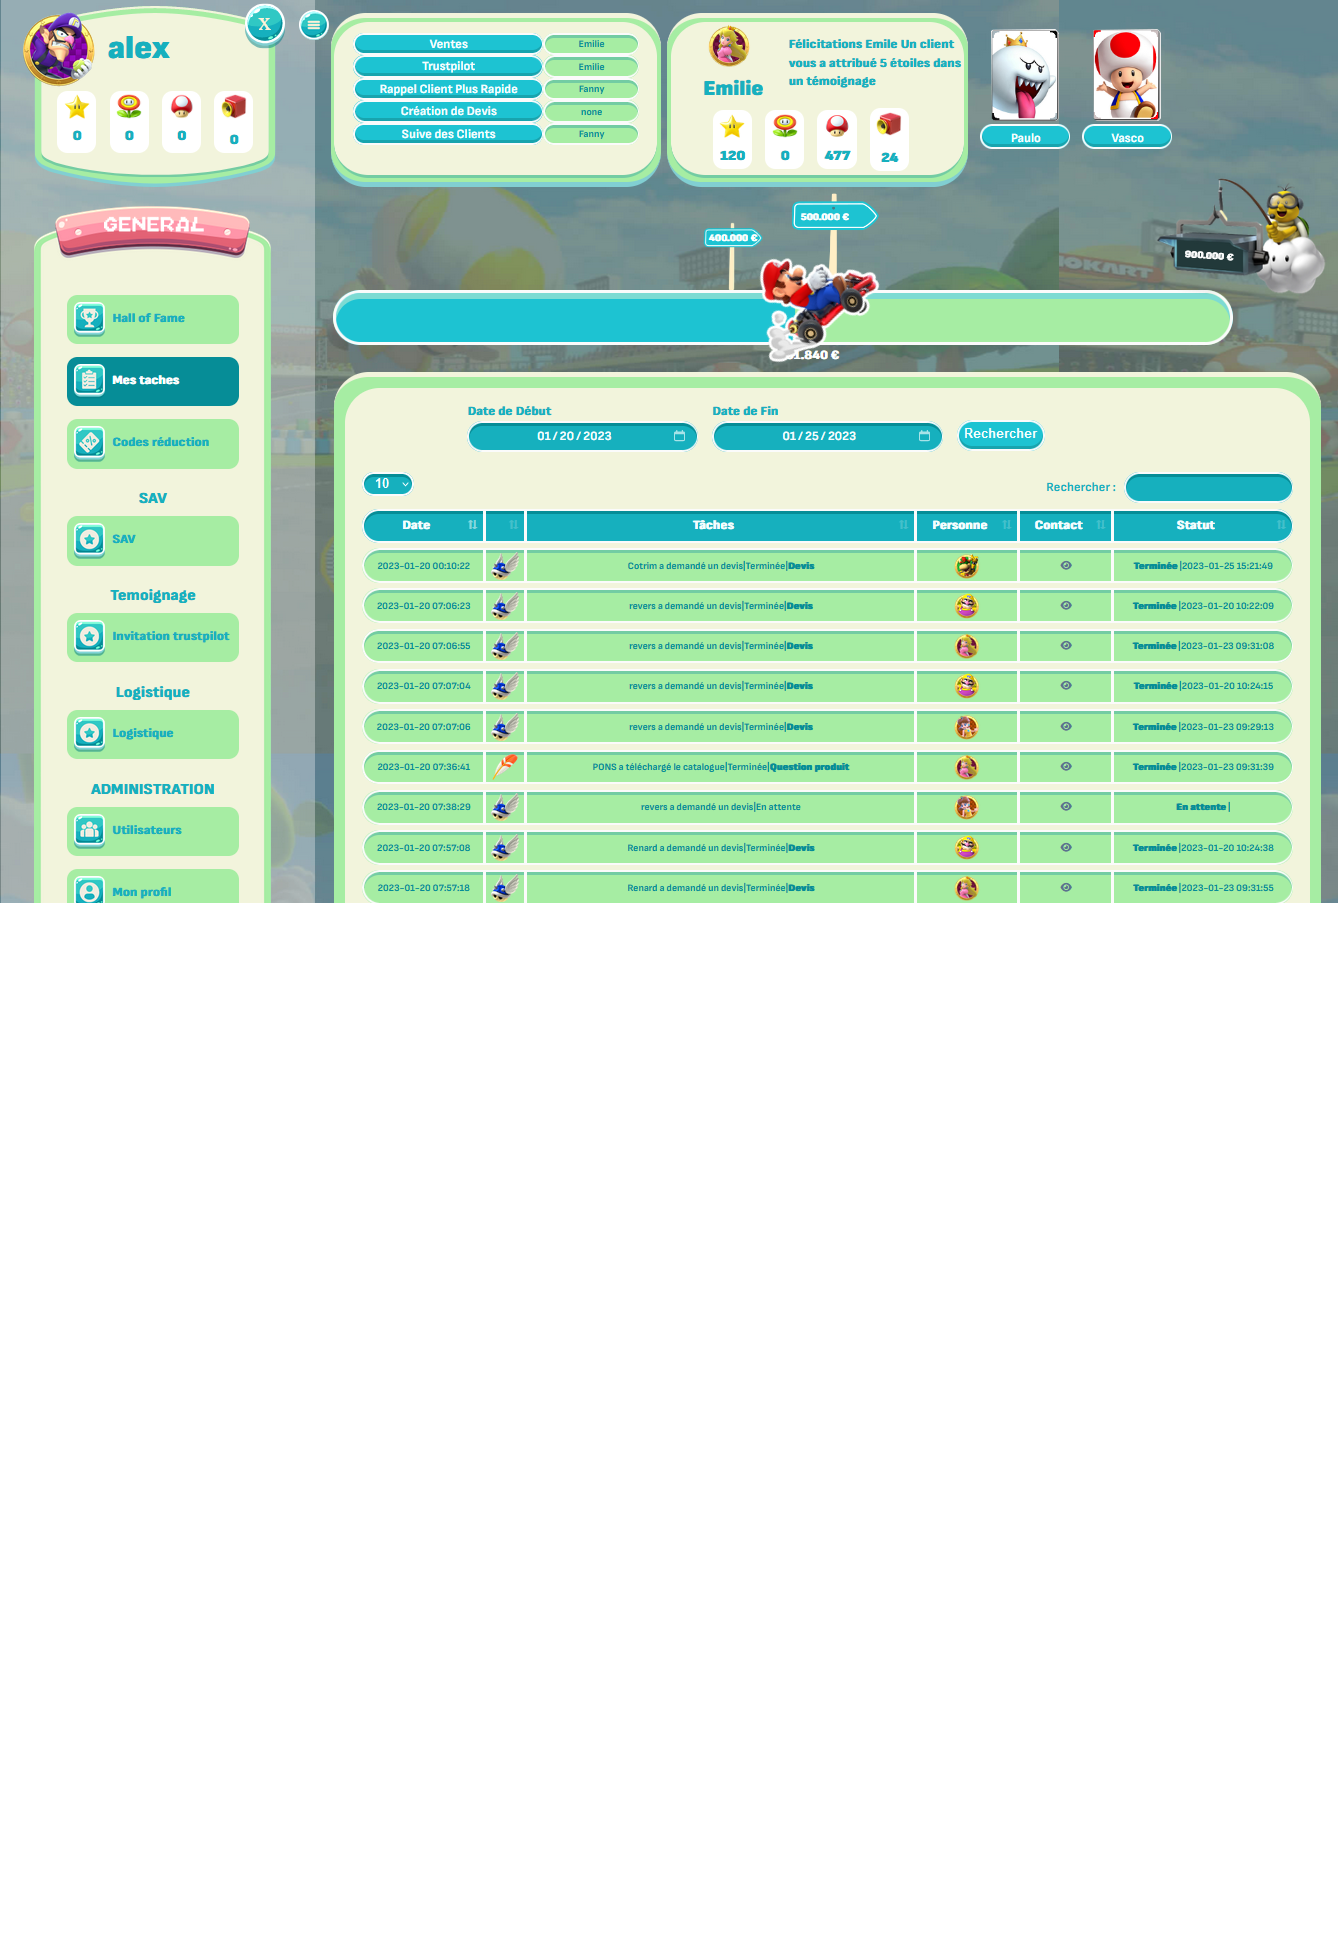 alex
X
0 0 0 0
Ventes Emilie
Trustpilot Emilie
Rappel Client Plus Rapide Fanny
Création de Devis none
Suive des Clients Fanny
Emilie
Félicitations Emile Un client
vous a attribué 5 étoiles dans
un témoignage
120 0 477 24
Paulo
Vasco
GENERAL
Hall of Fame
Mes taches
Codes réduction
SAV
SAV
Temoignage
Invitation trustpilot
Logistique
Logistique
ADMINISTRATION
Utilisateurs
Mon profil
400.000 €
500.000 €
900.000 €
1.840 €
Date de Début
01 / 20 / 2023
Date de Fin
01 / 25 / 2023
Rechercher
10
Rechercher :
Date Tâches Personne Contact Statut
2023-01-20 00:10:22 Cotrim a demandé un devis|Terminée|Devis Terminée |2023-01-25 15:21:49
2023-01-20 07:06:23 revers a demandé un devis|Terminée|Devis Terminée |2023-01-20 10:22:09
2023-01-20 07:06:55 revers a demandé un devis|Terminée|Devis Terminée |2023-01-23 09:31:08
2023-01-20 07:07:04 revers a demandé un devis|Terminée|Devis Terminée |2023-01-20 10:24:15
2023-01-20 07:07:06 revers a demandé un devis|Terminée|Devis Terminée |2023-01-23 09:29:13
2023-01-20 07:36:41 PONS a téléchargé le catalogue|Terminée|Question produit Terminée |2023-01-23 09:31:39
2023-01-20 07:38:29 revers a demandé un devis|En attente En attente |
2023-01-20 07:57:08 Renard a demandé un devis|Terminée|Devis Terminée |2023-01-20 10:24:38
2023-01-20 07:57:18 Renard a demandé un devis|Terminée|Devis Terminée |2023-01-23 09:31:55